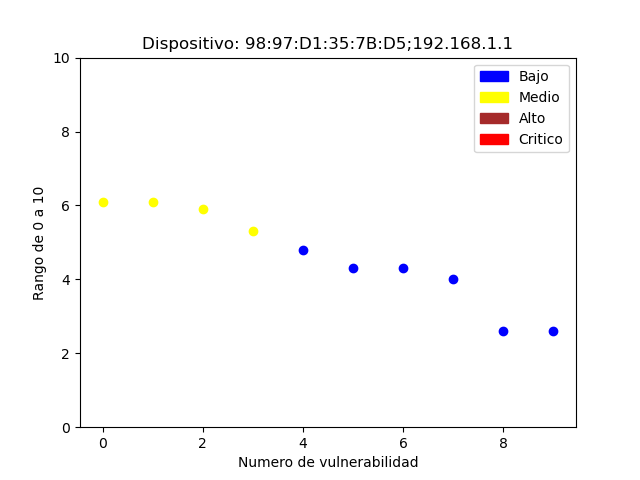 Dispositivo: 98:97:D1:35:7B:D5;192.168.1.1
Bajo
Medio
Alto
Critico
Rango de 0 a 10
10
8
6
4
2
0
0 2 4 6 8
Numero de vulnerabilidad